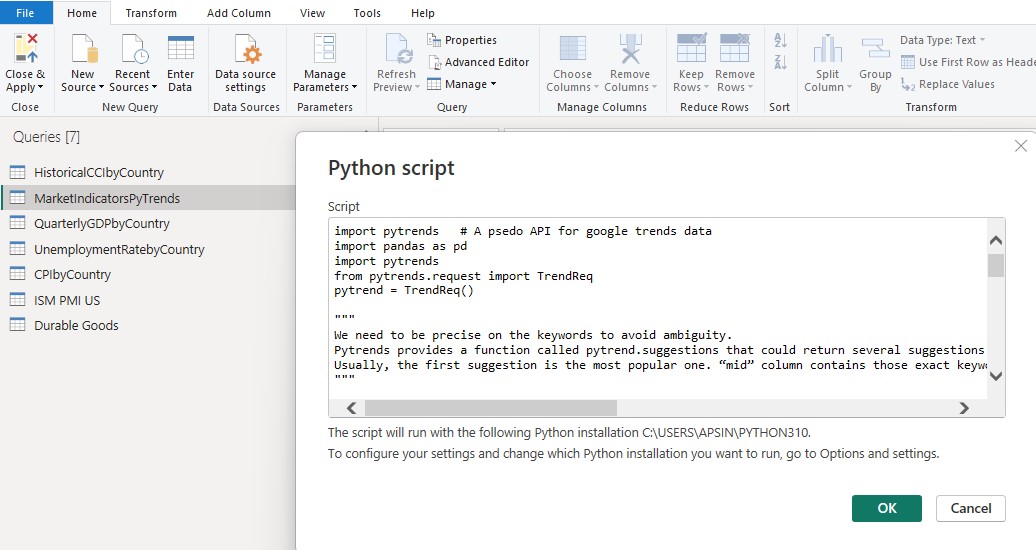 File Home Transform Add Column View Tools Help
Close & Apply
New Source
Recent Sources
Enter Data
Data source settings
Manage Parameters
Refresh Preview
Properties
Advanced Editor
Manage
Choose Columns
Remove Columns
Keep Rows
Remove Rows
Split Column
Group By
Data Type: Text
Use First Row as Heade
Replace Values
Close New Query Data Sources Parameters Query Manage Columns Reduce Rows Sort Transform
Queries [7]
HistoricalCCIbyCountry
MarketIndicatorsPyTrends
QuarterlyGDPbyCountry
UnemploymentRatebyCountry
CPIbyCountry
ISM PMI US
Durable Goods
Python script
Script
import pytrends # A psedo API for google trends data
import pandas as pd
import pytrends
from pytrends.request import TrendReq
pytrend = TrendReq()
"""
We need to be precise on the keywords to avoid ambiguity.
Pytrends provides a function called pytrend.suggestions that could return several suggestions
Usually, the first suggestion is the most popular one. “mid” column contains those exact keyw
"""
The script will run with the following Python installation C:\USERS\APSIN\PYTHON310.
To configure your settings and change which Python installation you want to run, go to Options and settings.
OK Cancel